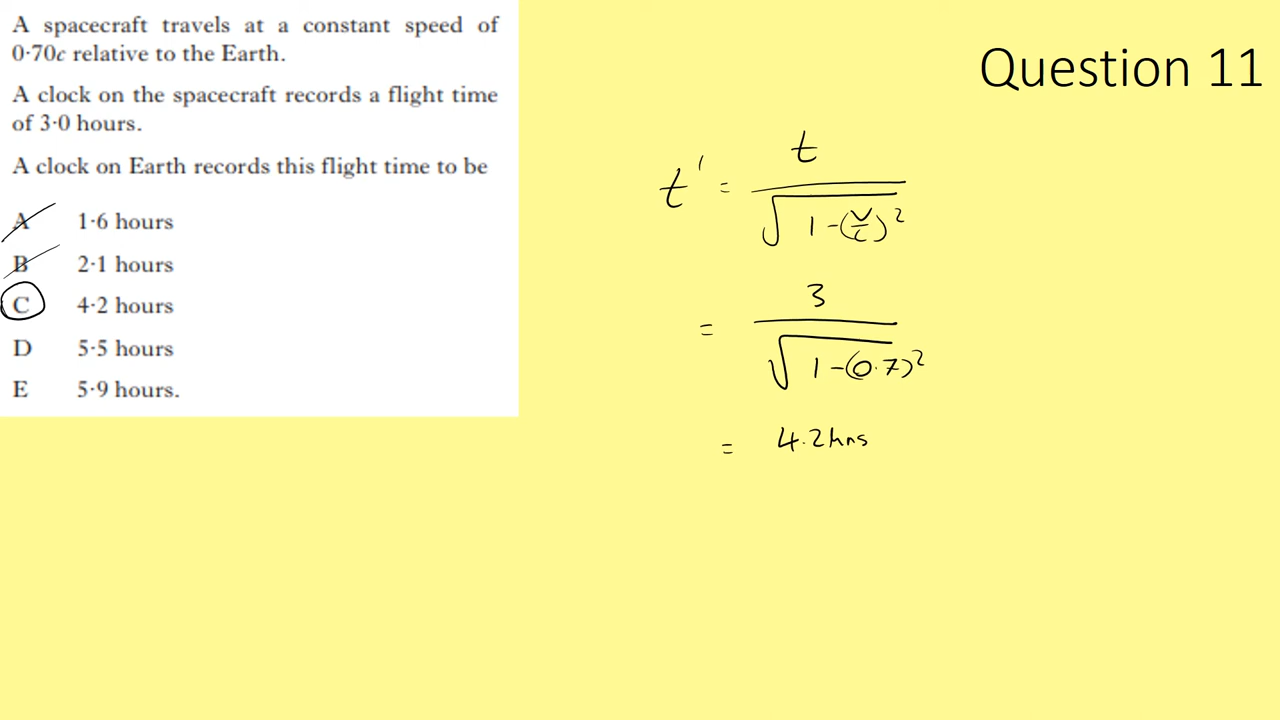 A spacecraft travels at a constant speed of
0·70c relative to the Earth.
A clock on the spacecraft records a flight time
of 3·0 hours.
A clock on Earth records this flight time to be
A 1·6 hours
B 2·1 hours
C 4·2 hours
D 5·5 hours
E 5·9 hours.
Question 11
t' = t / √(1-(v/c)²)
= 3 / √(1-(0.7)²)
= 4.2hrs